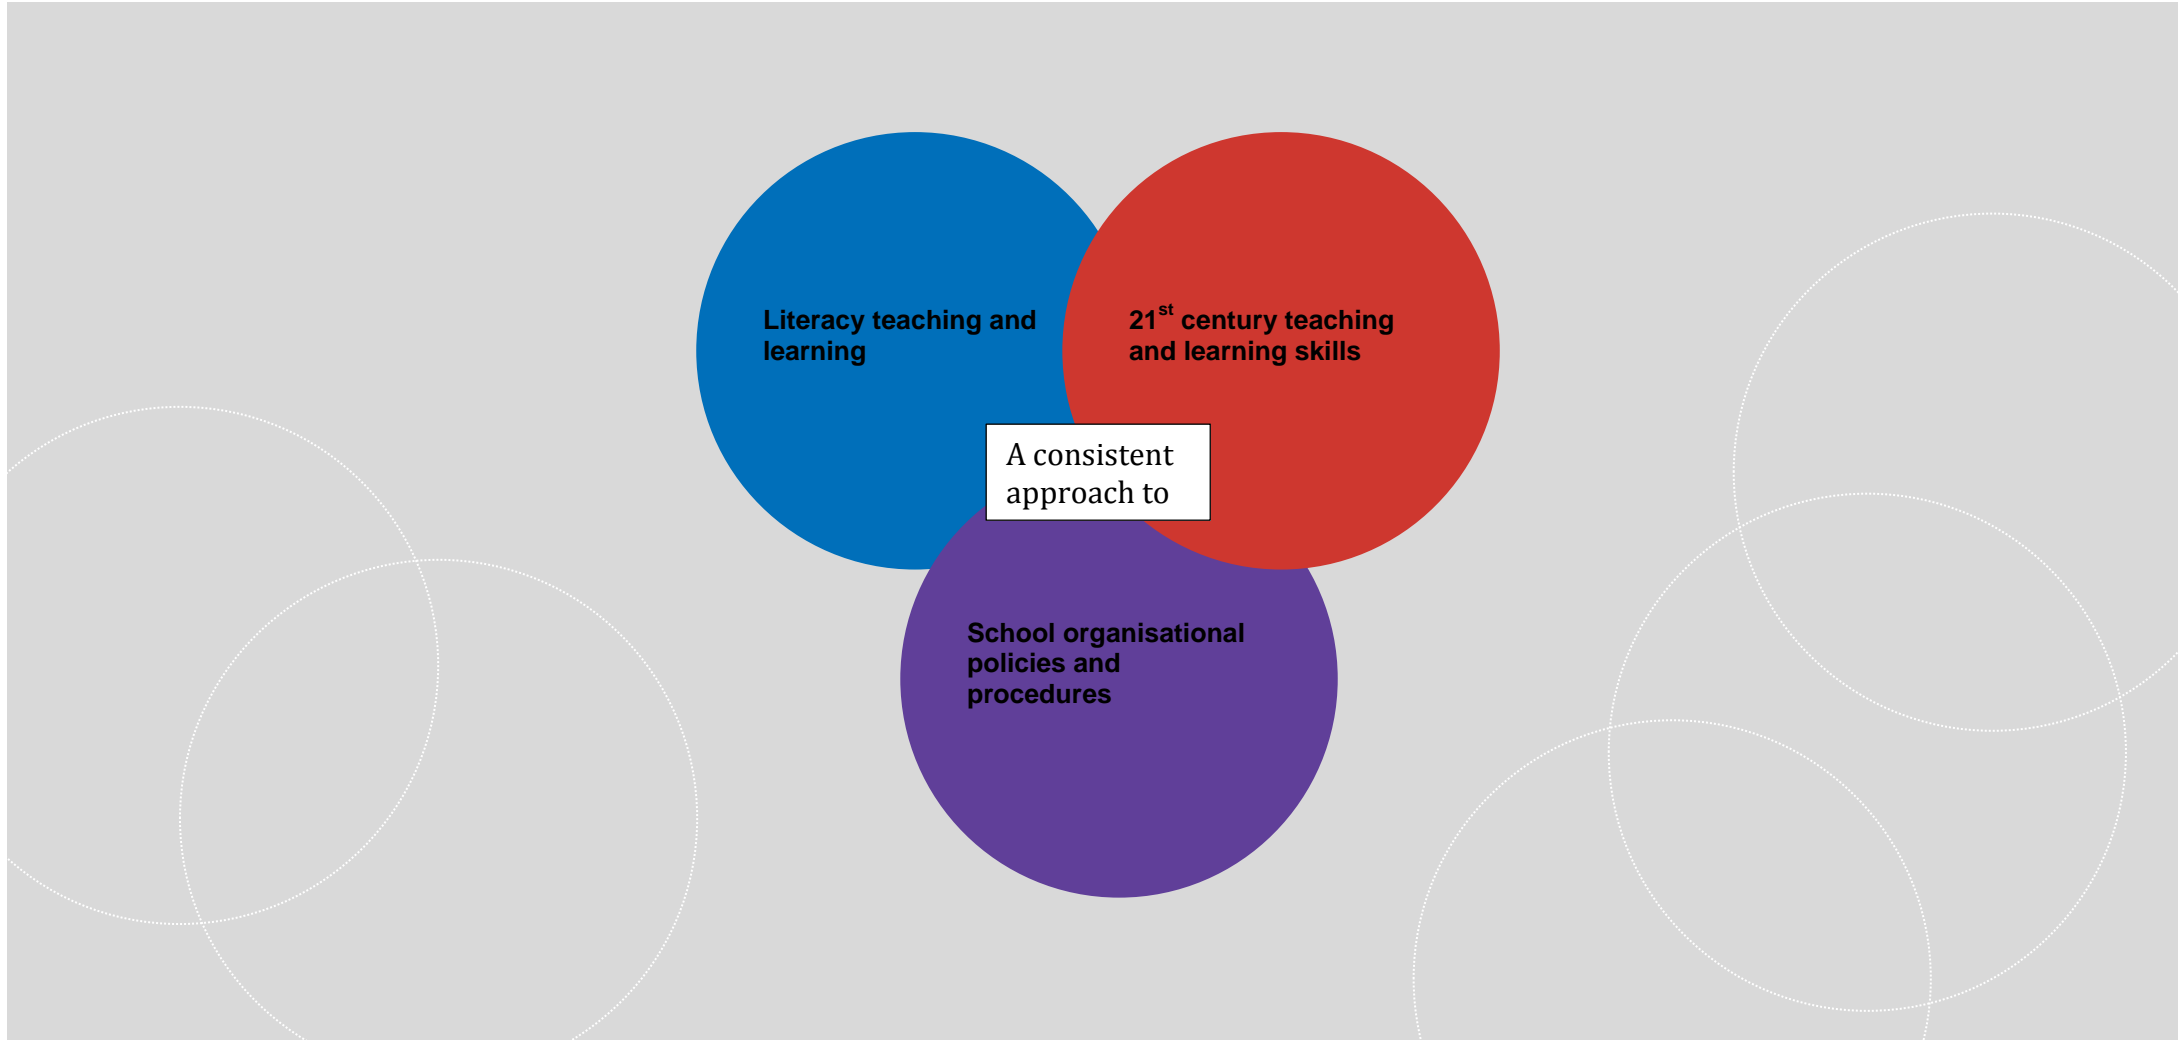 Literacy teaching and
learning
21st century teaching
and learning skills
A consistent
approach to
School organisational
policies and
procedures